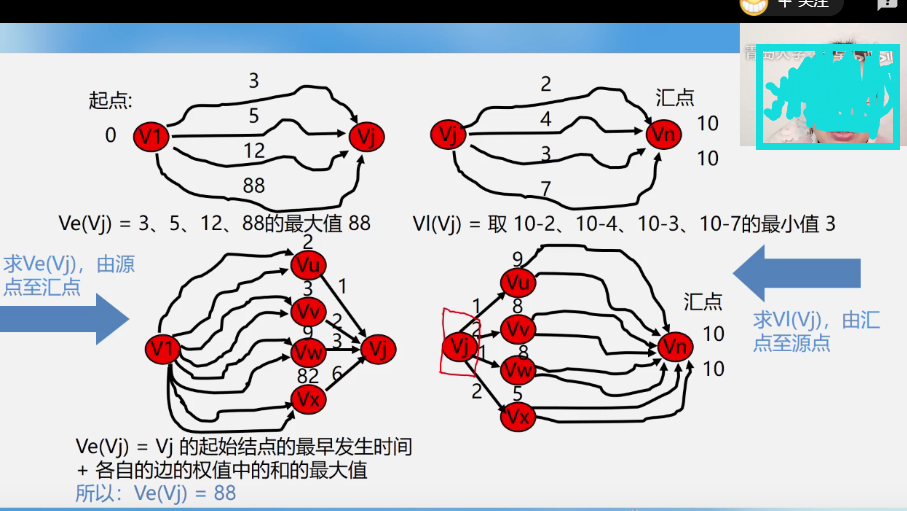 关注
起点:
0
V1
3
5
12
88
Vj
Vj
2
4
3
7
汇点
Vn
10
10
Ve(Vj) = 3、5、12、88的最大值 88
Vl(Vj) = 取 10-2、10-4、10-3、10-7的最小值 3
求Ve(Vj)，由源
点至汇点
V1
2
Vu
1
3
Vv
2
9
Vw
3
82
Vx
6
Vj
Vj
1
9
Vu
8
Vv
1
8
Vw
2
5
Vx
汇点
Vn
10
10
求Vl(Vj)，由汇
点至源点
Ve(Vj) = Vj 的起始结点的最早发生时间
+ 各自的边的权值中的和的最大值
所以：Ve(Vj) = 88